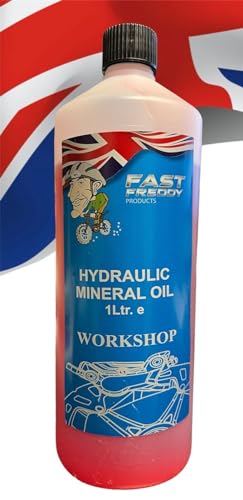 FAST
FREDDY
PRODUCTS
HYDRAULIC
MINERAL OIL
1Ltr. e
WORKSHOP